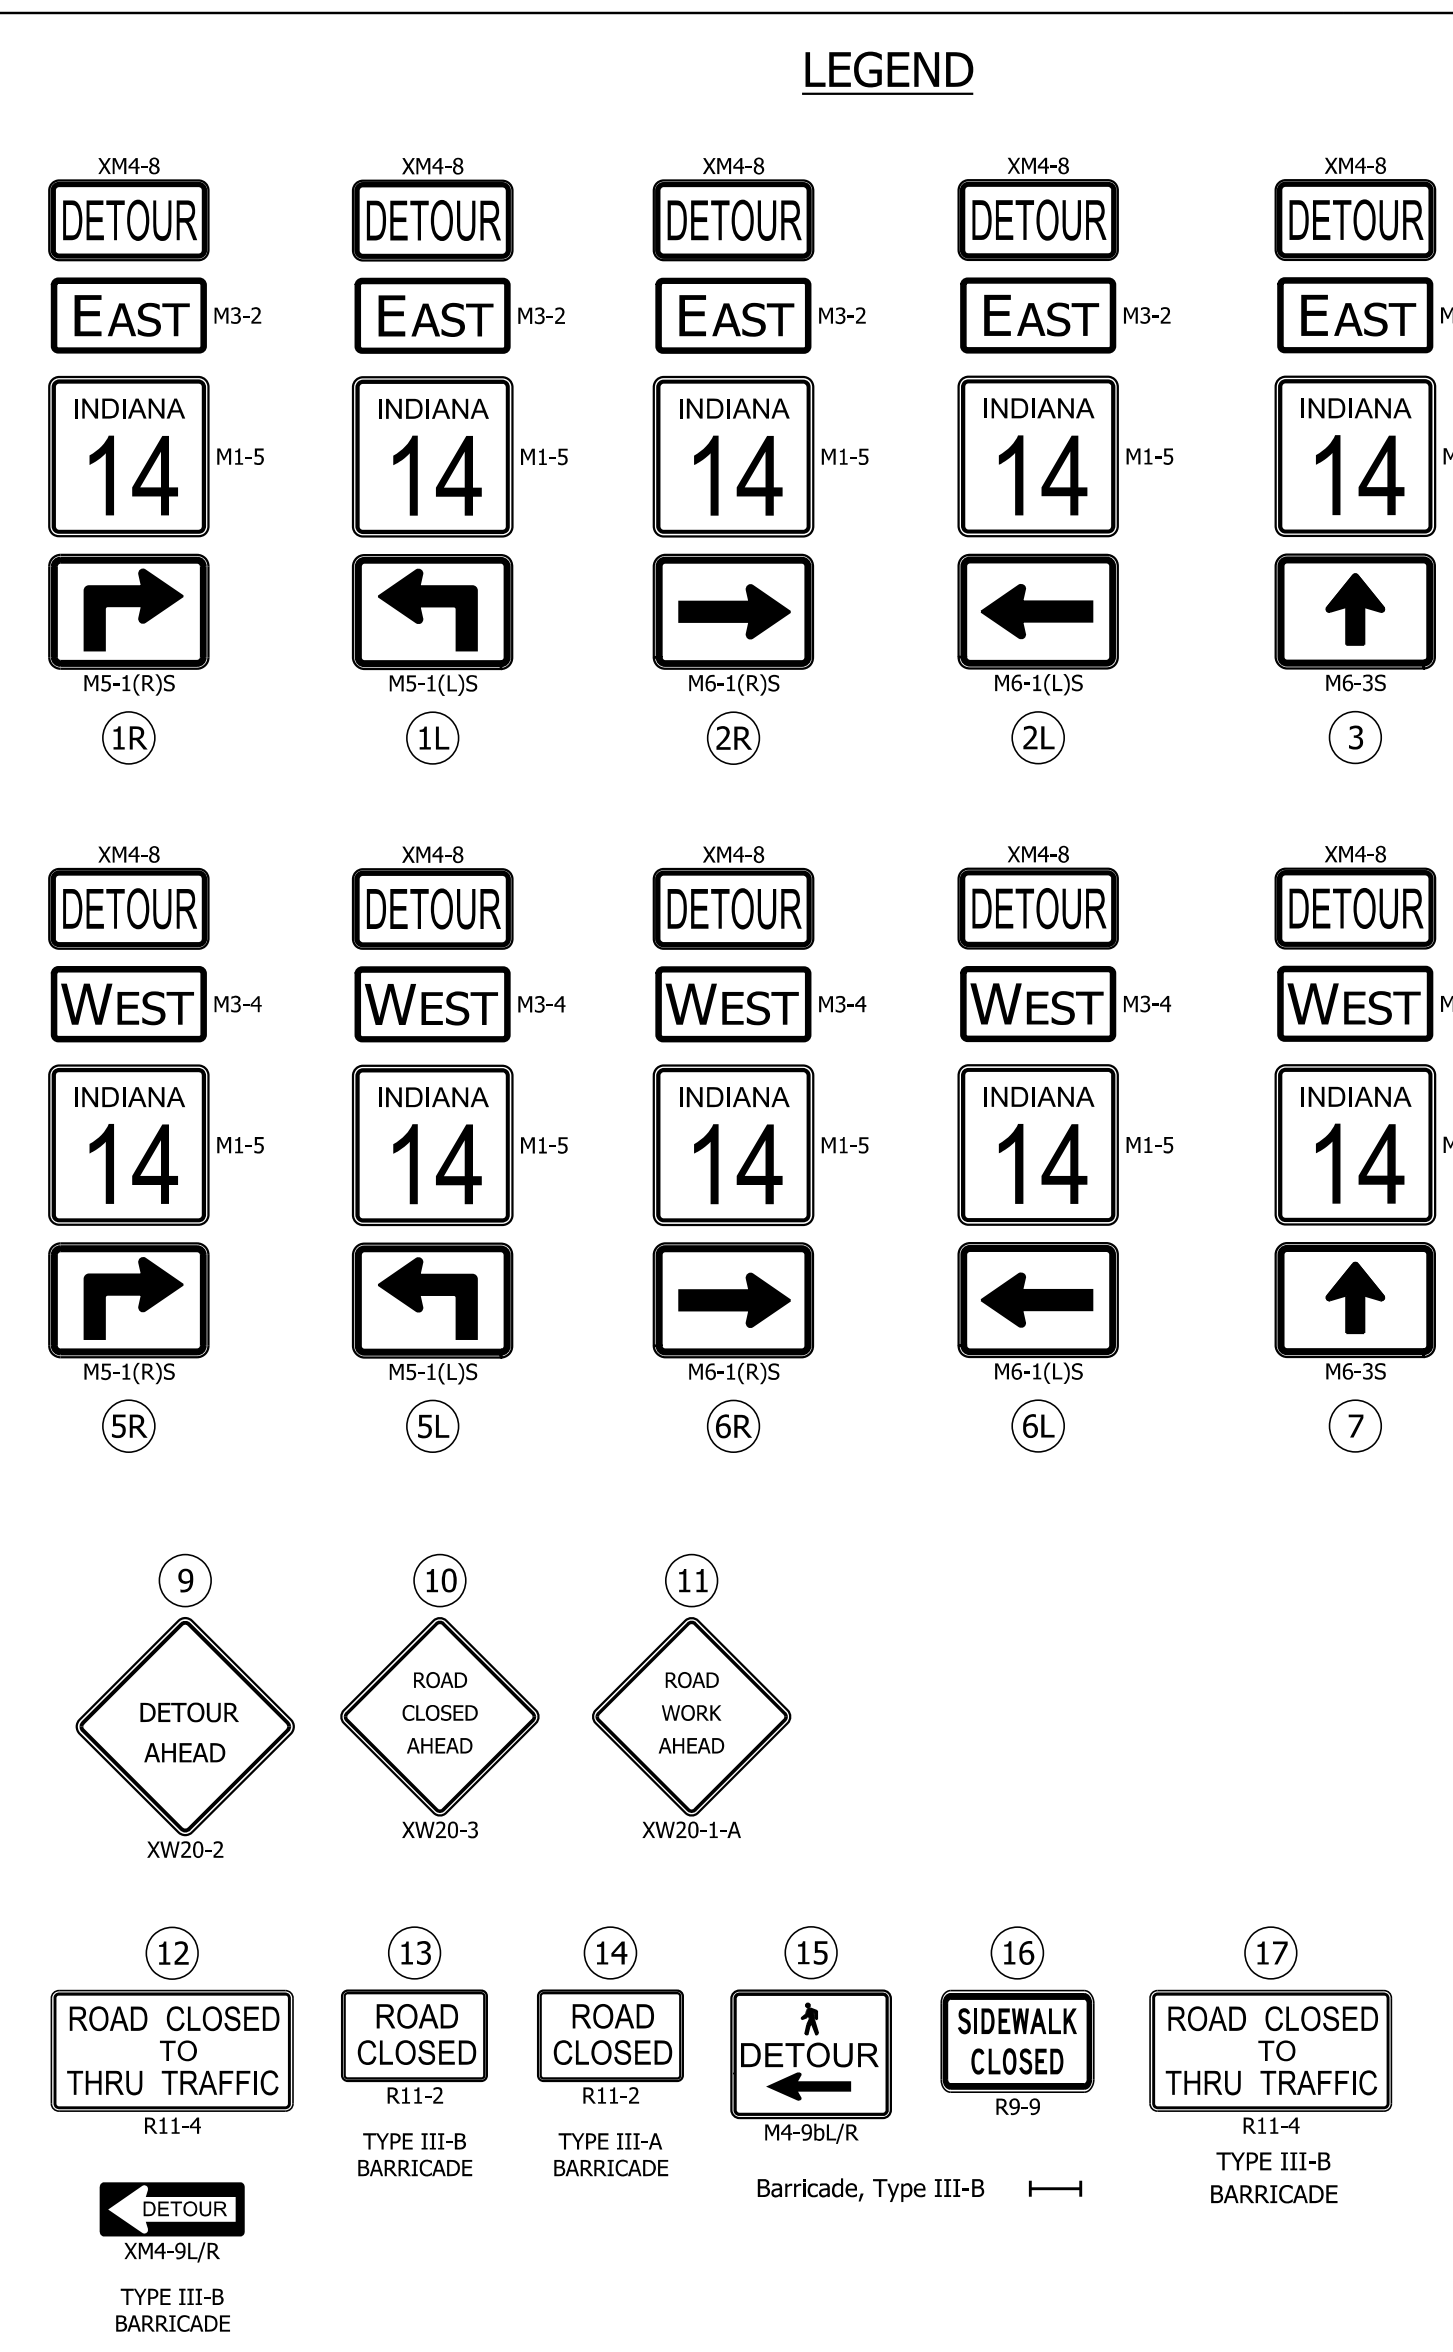 LEGEND
XM4-8 XM4-8 XM4-8 XM4-8 XM4-8
DETOUR DETOUR DETOUR DETOUR DETOUR
EAST M3-2 EAST M3-2 EAST M3-2 EAST M3-2 EAST M
INDIANA INDIANA INDIANA INDIANA INDIANA
14 M1-5 14 M1-5 14 M1-5 14 M1-5 14 M
M5-1(R)S M5-1(L)S M6-1(R)S M6-1(L)S M6-3S
1R 1L 2R 2L 3
XM4-8 XM4-8 XM4-8 XM4-8 XM4-8
DETOUR DETOUR DETOUR DETOUR DETOUR
WEST M3-4 WEST M3-4 WEST M3-4 WEST M3-4 WEST M
INDIANA INDIANA INDIANA INDIANA INDIANA
14 M1-5 14 M1-5 14 M1-5 14 M1-5 14 M
M5-1(R)S M5-1(L)S M6-1(R)S M6-1(L)S M6-3S
5R 5L 6R 6L 7
9
DETOUR
AHEAD
XW20-2
10
ROAD
CLOSED
AHEAD
XW20-3
11
ROAD
WORK
AHEAD
XW20-1-A
12
ROAD CLOSED
TO
THRU TRAFFIC
R11-4
DETOUR
XM4-9L/R
TYPE III-B
BARRICADE
13
ROAD
CLOSED
R11-2
TYPE III-B
BARRICADE
14
ROAD
CLOSED
R11-2
TYPE III-A
BARRICADE
15
DETOUR
M4-9bL/R
16
SIDEWALK
CLOSED
R9-9
Barricade, Type III-B
17
ROAD CLOSED
TO
THRU TRAFFIC
R11-4
TYPE III-B
BARRICADE